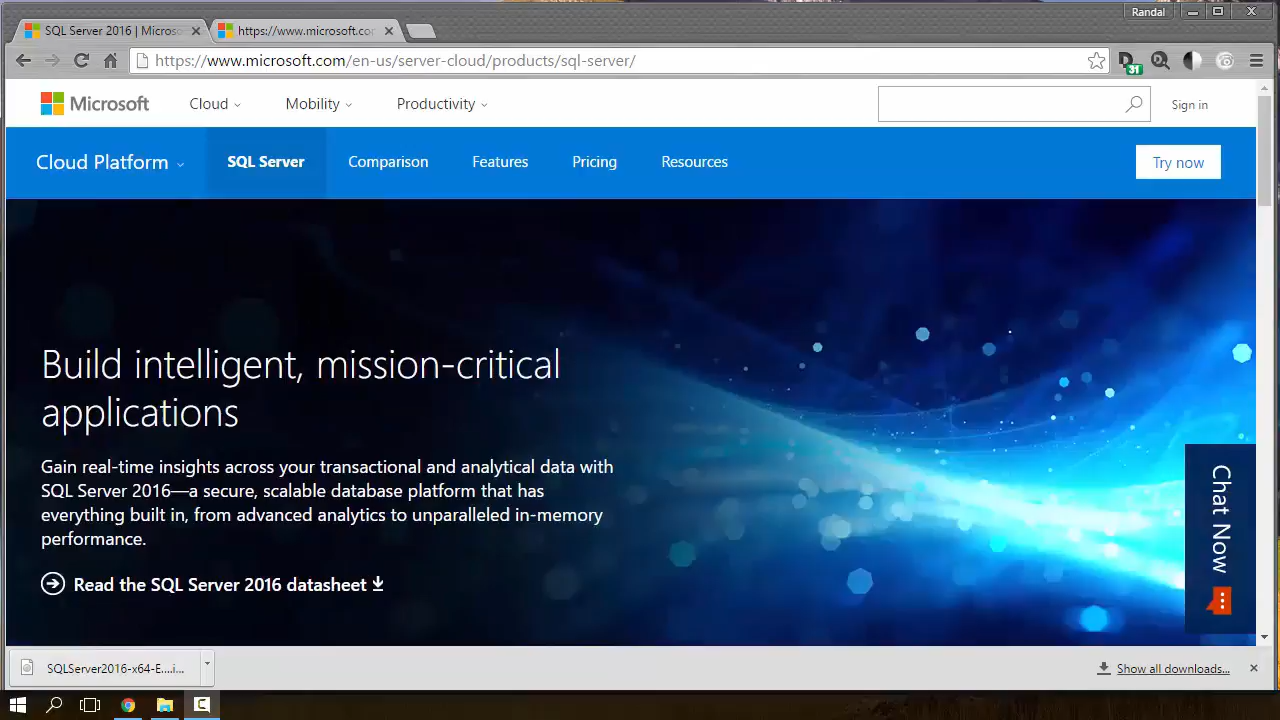 Randal
SQL Server 2016 | Microso
https://www.microsoft.co
https://www.microsoft.com/en-us/server-cloud/products/sql-server/
31
Microsoft
Cloud
Mobility
Productivity
Sign in
Cloud Platform
SQL Server
Comparison
Features
Pricing
Resources
Try now
Build intelligent, mission-critical
applications
Gain real-time insights across your transactional and analytical data with
SQL Server 2016—a secure, scalable database platform that has
everything built in, from advanced analytics to unparalleled in-memory
performance.
Read the SQL Server 2016 datasheet
Chat Now
SQLServer2016-x64-E....i...
Show all downloads...